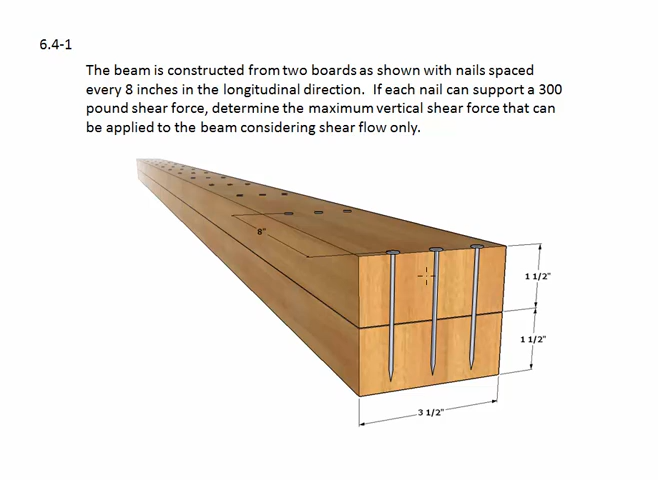 6.4-1
The beam is constructed from two boards as shown with nails spaced
every 8 inches in the longitudinal direction.  If each nail can support a 300
pound shear force, determine the maximum vertical shear force that can
be applied to the beam considering shear flow only.
8"
1 1/2"
1 1/2"
3 1/2"